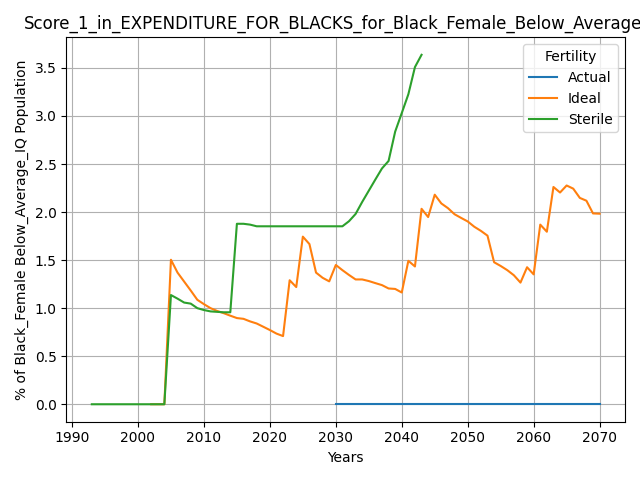 Score_1_in_EXPENDITURE_FOR_BLACKS_for_Black_Female_Below_Average
% of Black_Female Below_Average_IQ Population
3.5
3.0
2.5
2.0
1.5
1.0
0.5
0.0
Fertility
Actual
Ideal
Sterile
1990
2000
2010
2020
2030
2040
2050
2060
2070
Years